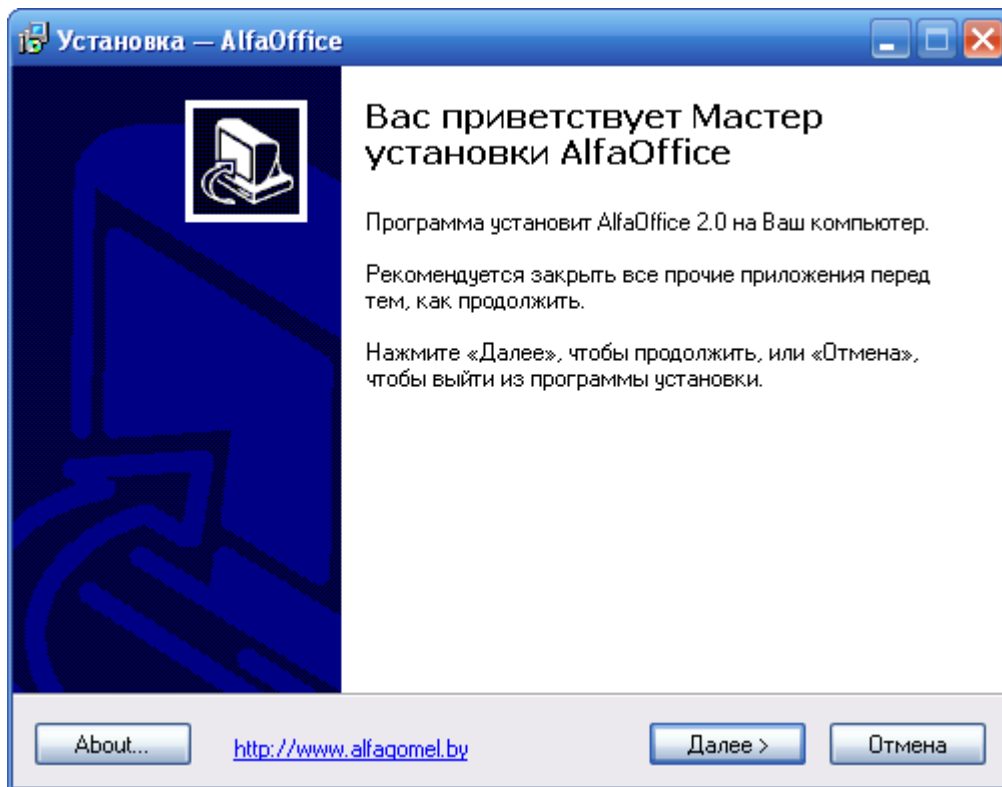 Установка — AlfaOffice
Вас приветствует Мастер
установки AlfaOffice
Программа установит AlfaOffice 2.0 на Ваш компьютер.
Рекомендуется закрыть все прочие приложения перед
тем, как продолжить.
Нажмите «Далее», чтобы продолжить, или «Отмена»,
чтобы выйти из программы установки.
About...
http://www.alfagomel.by
Далее >
Отмена